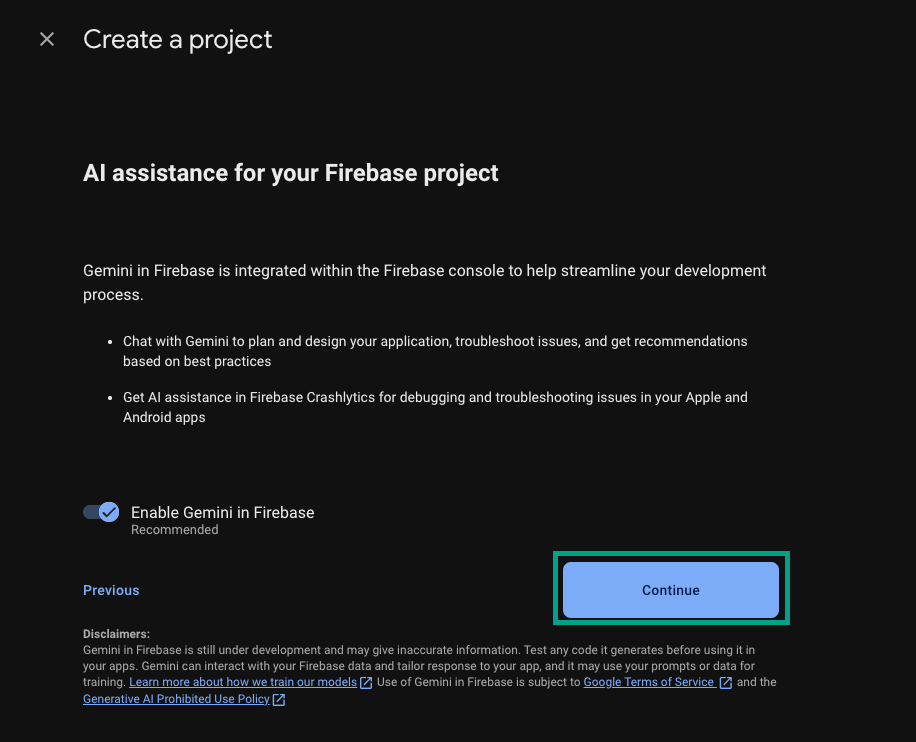 Create a project
AI assistance for your Firebase project
Gemini in Firebase is integrated within the Firebase console to help streamline your development
process.
• Chat with Gemini to plan and design your application, troubleshoot issues, and get recommendations
based on best practices
• Get AI assistance in Firebase Crashlytics for debugging and troubleshooting issues in your Apple and
Android apps
Enable Gemini in Firebase
Recommended
Previous
Continue
Disclaimers:
Gemini in Firebase is still under development and may give inaccurate information. Test any code it generates before using it in
your apps. Gemini can interact with your Firebase data and tailor response to your app, and it may use your prompts or data for
training. Learn more about how we train our models Use of Gemini in Firebase is subject to Google Terms of Service and the
Generative AI Prohibited Use Policy